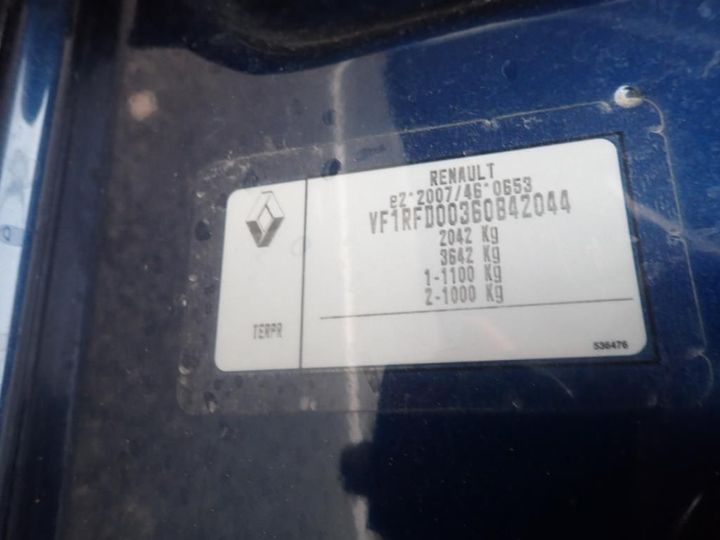 RENAULT
e2*2007/46*0653
VF1RFD00360842044
2042 Kg
3642 Kg
1-1100 Kg
2-1000 Kg
TERPR
536476